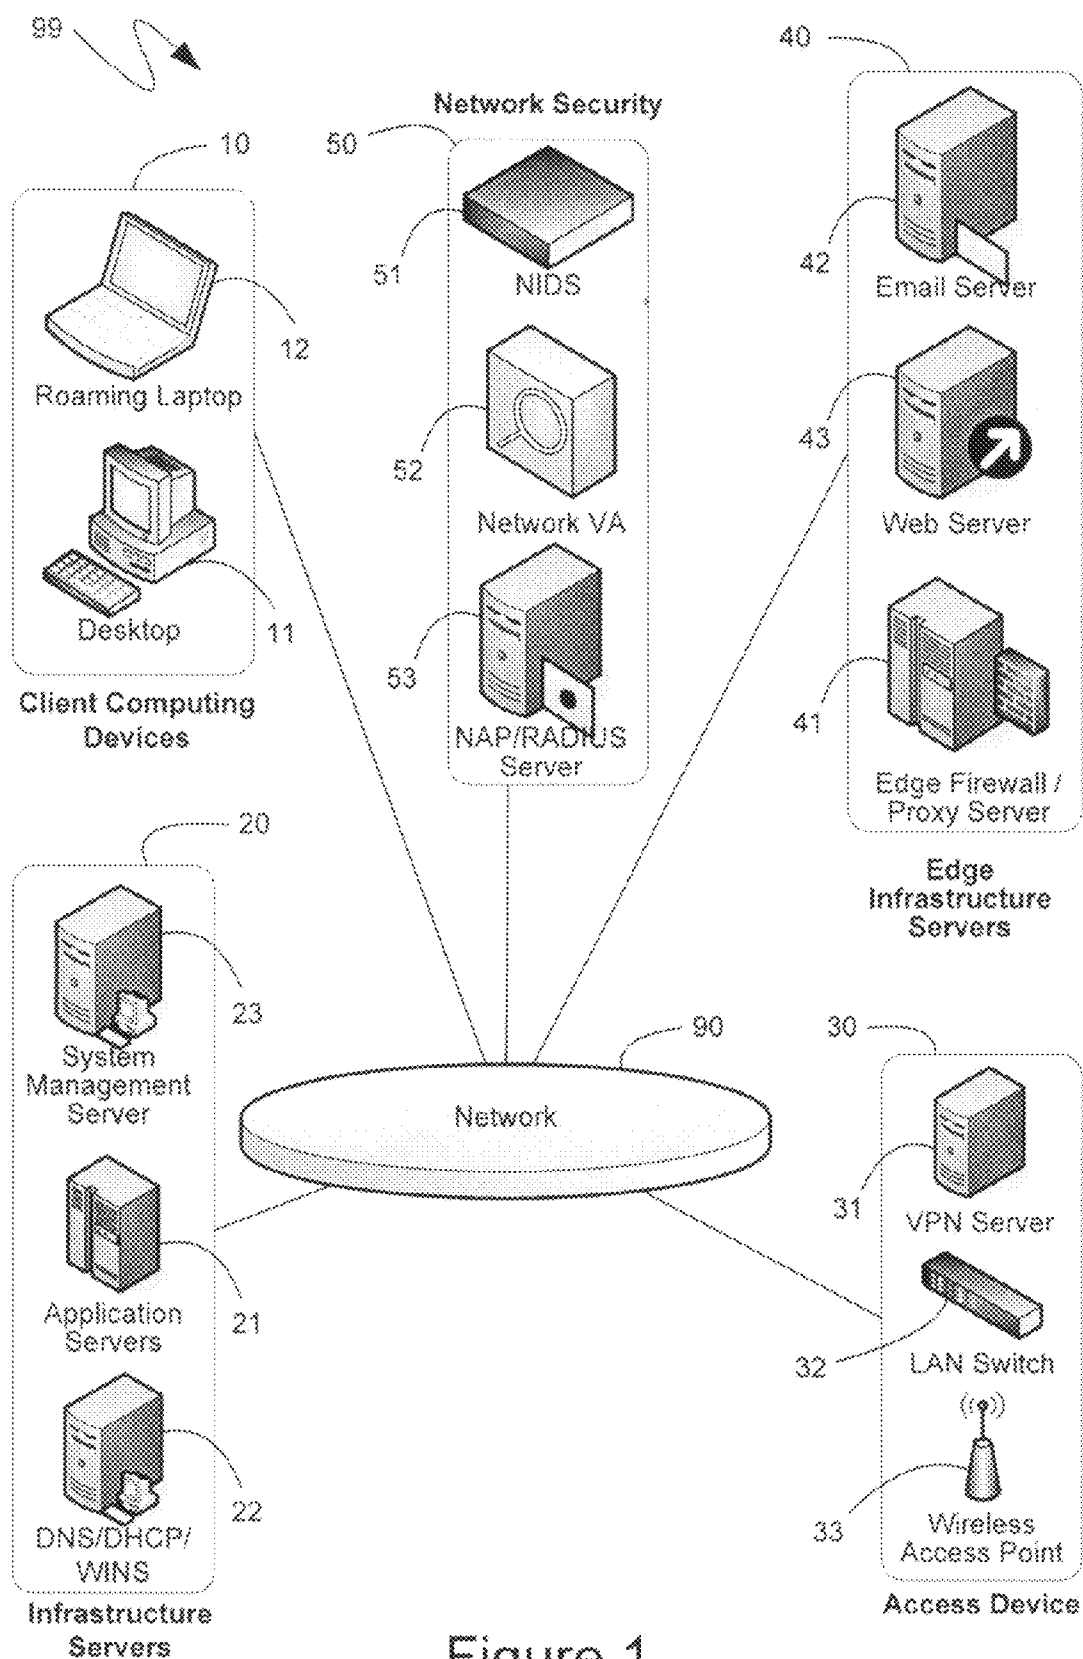 99
40
Network Security
10
50
51
NIDS
42
Email Server
12
Roaming Laptop
43
52
Network VA
Web Server
Desktop
11
53
41
NAP/RADIUS
Server
Client Computing
Devices
Edge Firewall /
Proxy Server
20
Edge
Infrastructure
Servers
23
System
Management
Server
90
30
Network
31
VPN Server
Application
Servers
21
32
LAN Switch
22
DNS/DHCP/
WINS
33
Wireless
Access Point
Infrastructure
Servers
Access Device
Figure 1